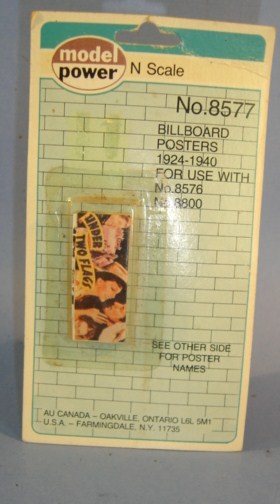 model
power
N Scale
No.8577
BILLBOARD
POSTERS
1924-1940
FOR USE WITH
No.8576
No.8800
UNDER
TWO FLAGS
SEE OTHER SIDE
FOR POSTER
NAMES
AU CANADA – OAKVILLE, ONTARIO L6L 5M1
U.S.A. – FARMINGDALE, N.Y. 11735